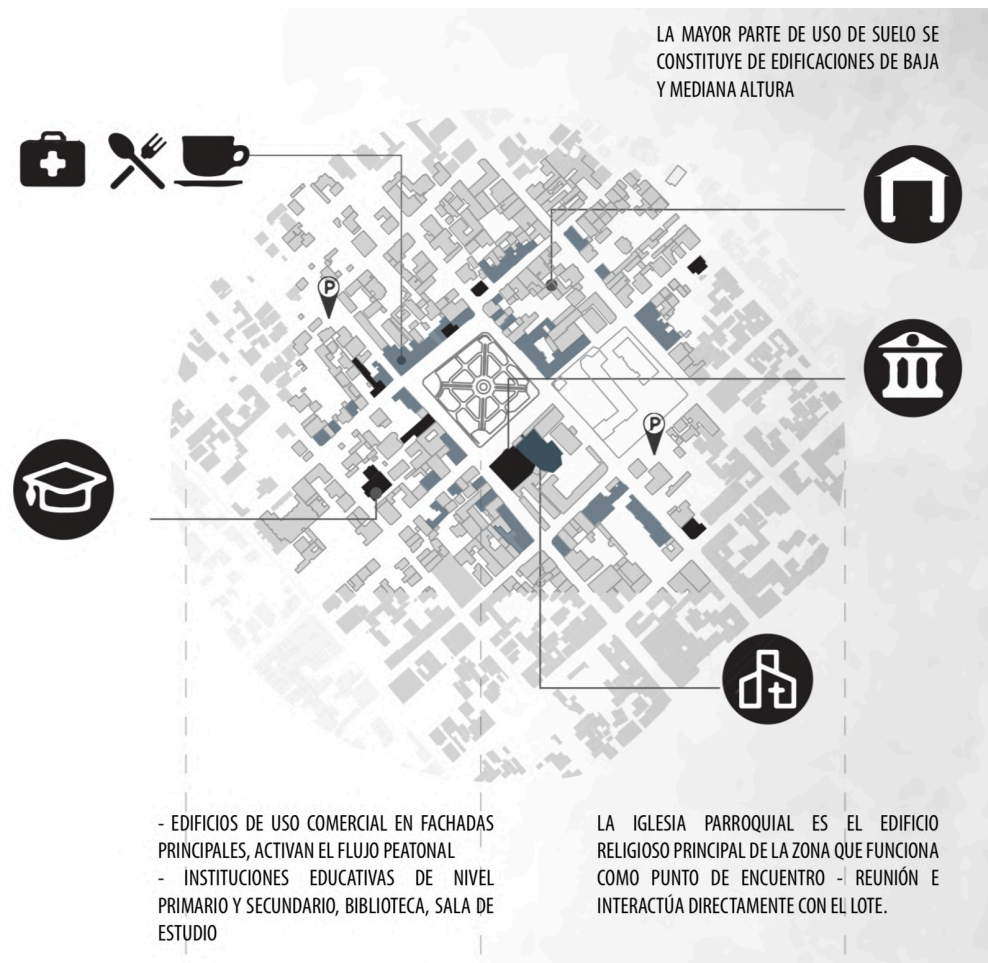 LA MAYOR PARTE DE USO DE SUELO SE
CONSTITUYE DE EDIFICACIONES DE BAJA
Y MEDIANA ALTURA
P
P
- EDIFICIOS DE USO COMERCIAL EN FACHADAS
PRINCIPALES, ACTIVAN EL FLUJO PEATONAL
- INSTITUCIONES EDUCATIVAS DE NIVEL
PRIMARIO Y SECUNDARIO, BIBLIOTECA, SALA DE
ESTUDIO
LA IGLESIA PARROQUIAL ES EL EDIFICIO
RELIGIOSO PRINCIPAL DE LA ZONA QUE FUNCIONA
COMO PUNTO DE ENCUENTRO - REUNIÓN E
INTERACTÚA DIRECTAMENTE CON EL LOTE.